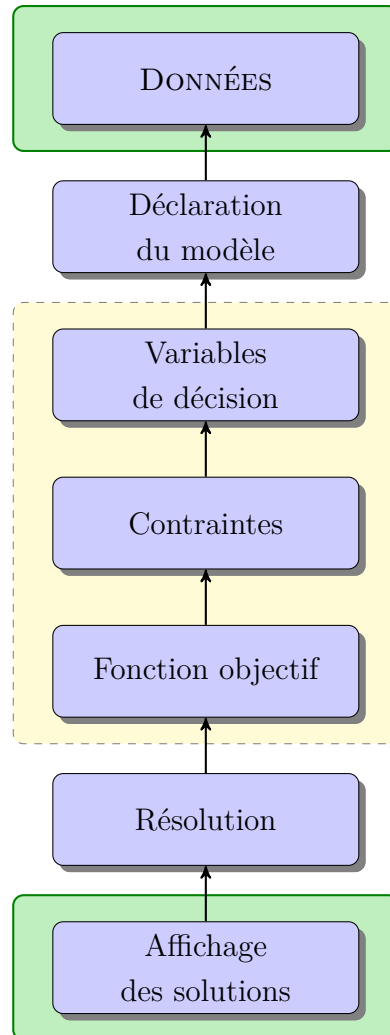 DONNÉES
Déclaration
du modèle
Variables
de décision
Contraintes
Fonction objectif
Résolution
Affichage
des solutions